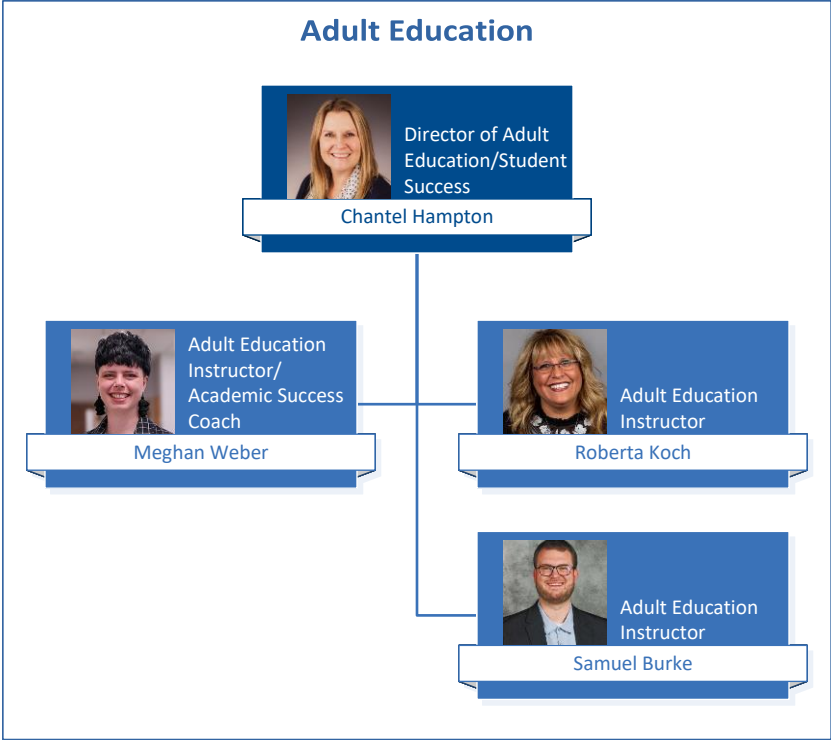 Adult Education
Director of Adult
Education/Student
Success
Chantel Hampton
Adult Education
Instructor/
Academic Success
Coach
Meghan Weber
Adult Education
Instructor
Roberta Koch
Adult Education
Instructor
Samuel Burke